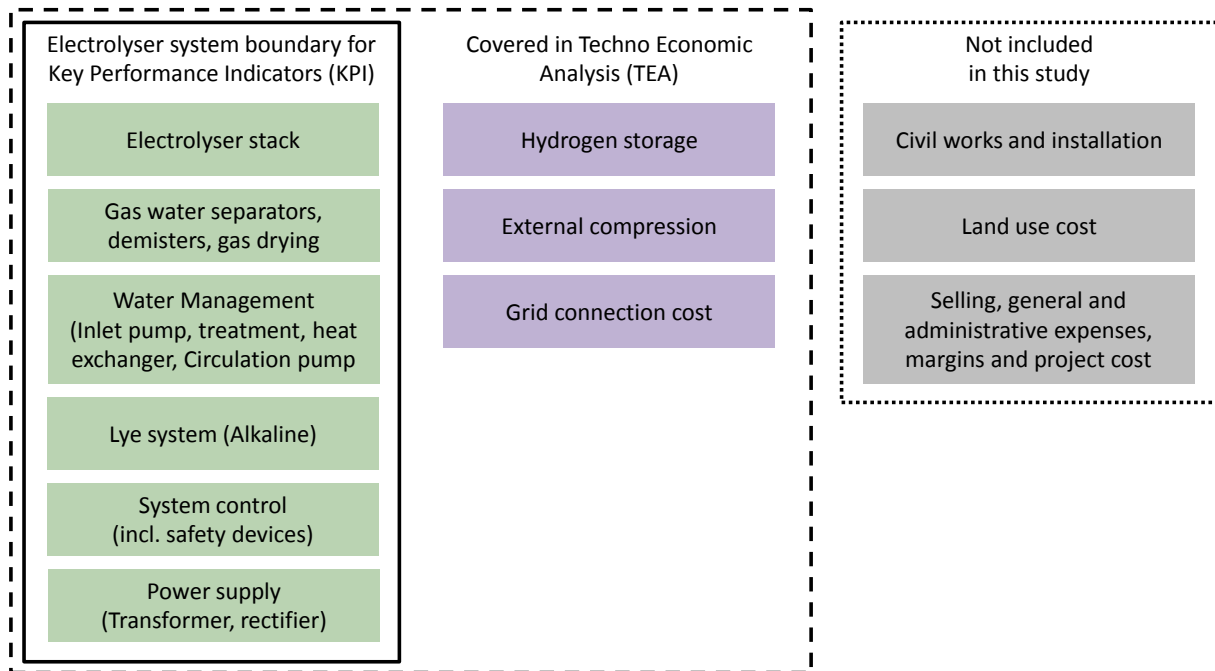 Electrolyser system boundary for
Key Performance Indicators (KPI)
Electrolyser stack
Gas water separators,
demisters, gas drying
Water Management
(Inlet pump, treatment, heat
exchanger, Circulation pump
Lye system (Alkaline)
System control
(incl. safety devices)
Power supply
(Transformer, rectifier)
Covered in Techno Economic
Analysis (TEA)
Hydrogen storage
External compression
Grid connection cost
Not included
in this study
Civil works and installation
Land use cost
Selling, general and
administrative expenses,
margins and project cost